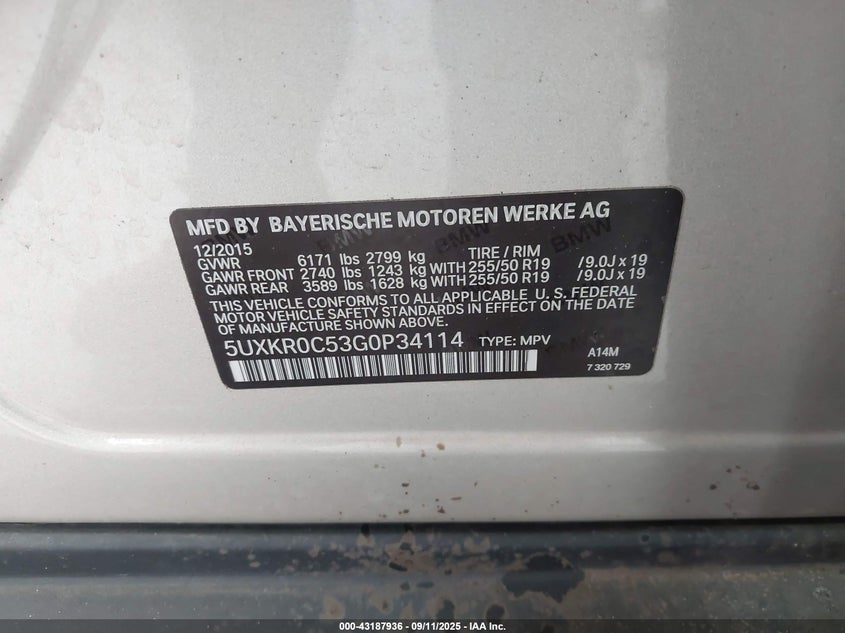 MFD BY BAYERISCHE MOTOREN WERKE AG
12/2015
GVWR 6171 lbs 2799 kg TIRE / RIM
GAWR FRONT 2740 lbs 1243 kg WITH 255/50 R19 /9.0J x 19
GAWR REAR 3589 lbs 1628 kg WITH 255/50 R19 /9.0J x 19
THIS VEHICLE CONFORMS TO ALL APPLICABLE U. S. FEDERAL
MOTOR VEHICLE SAFETY STANDARDS IN EFFECT ON THE DATE
OF MANUFACTURE SHOWN ABOVE.
5UXKR0C53G0P34114 TYPE: MPV
A14M
7 320 729
BMW
BMW
BMW
000-43187936 - 09/11/2025 - IAA Inc.